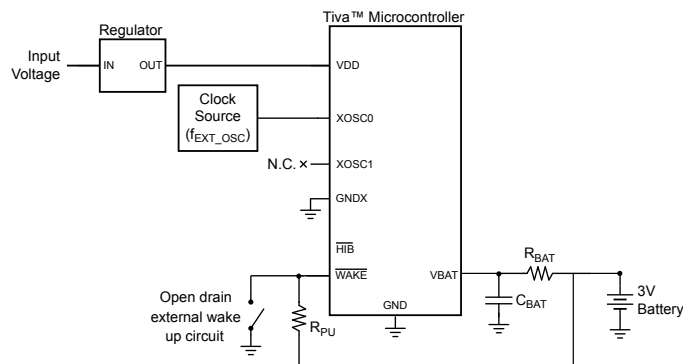 Tiva™ Microcontroller
Regulator
Input
Voltage
IN
OUT
VDD
Clock
Source
(fEXT_OSC)
XOSC0
N.C.
XOSC1
GNDX
HIB
WAKE
VBAT
RBAT
Open drain
external wake
up circuit
RPU
GND
CBAT
3V
Battery